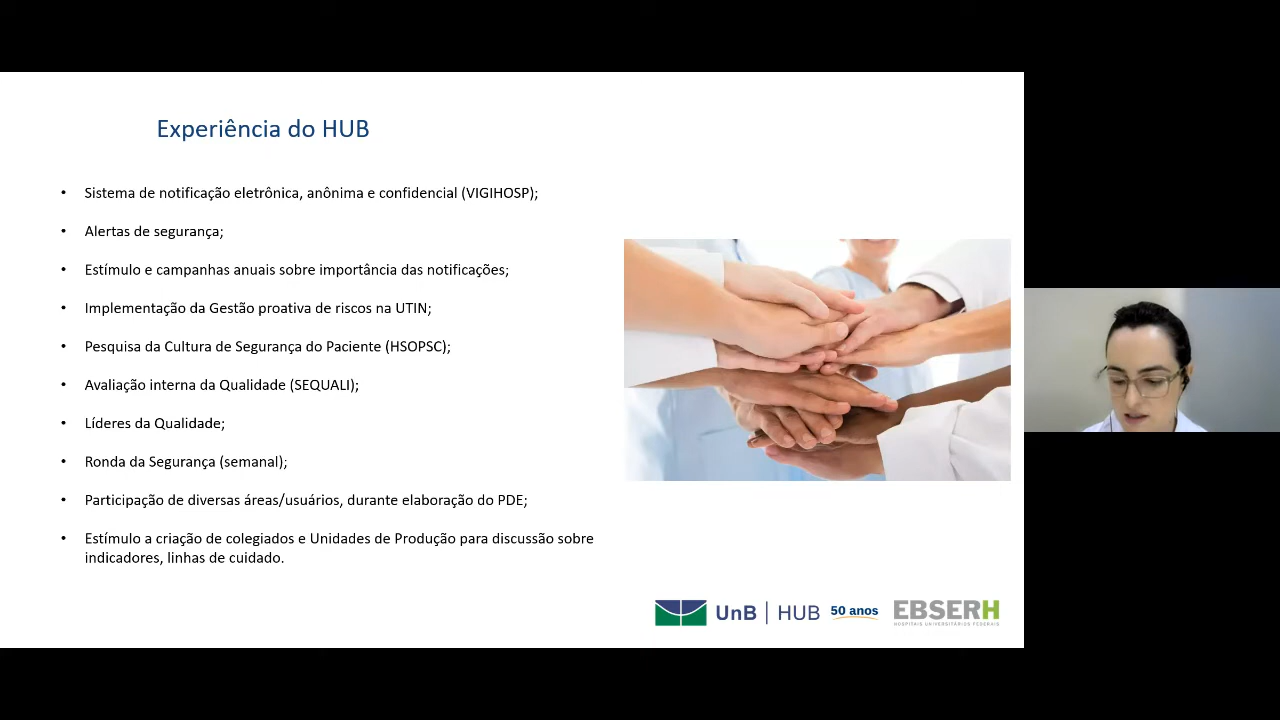 Experiência do HUB
• Sistema de notificação eletrônica, anônima e confidencial (VIGIHOSP);
• Alertas de segurança;
• Estímulo e campanhas anuais sobre importância das notificações;
• Implementação da Gestão proativa de riscos na UTIN;
• Pesquisa da Cultura de Segurança do Paciente (HSOPSC);
• Avaliação interna da Qualidade (SEQUALI);
• Líderes da Qualidade;
• Ronda da Segurança (semanal);
• Participação de diversas áreas/usuários, durante elaboração do PDE;
• Estímulo a criação de colegiados e Unidades de Produção para discussão sobre
indicadores, linhas de cuidado.
UnB | HUB 50 anos EBSERH
HOSPITAIS UNIVERSITÁRIOS FEDERAIS